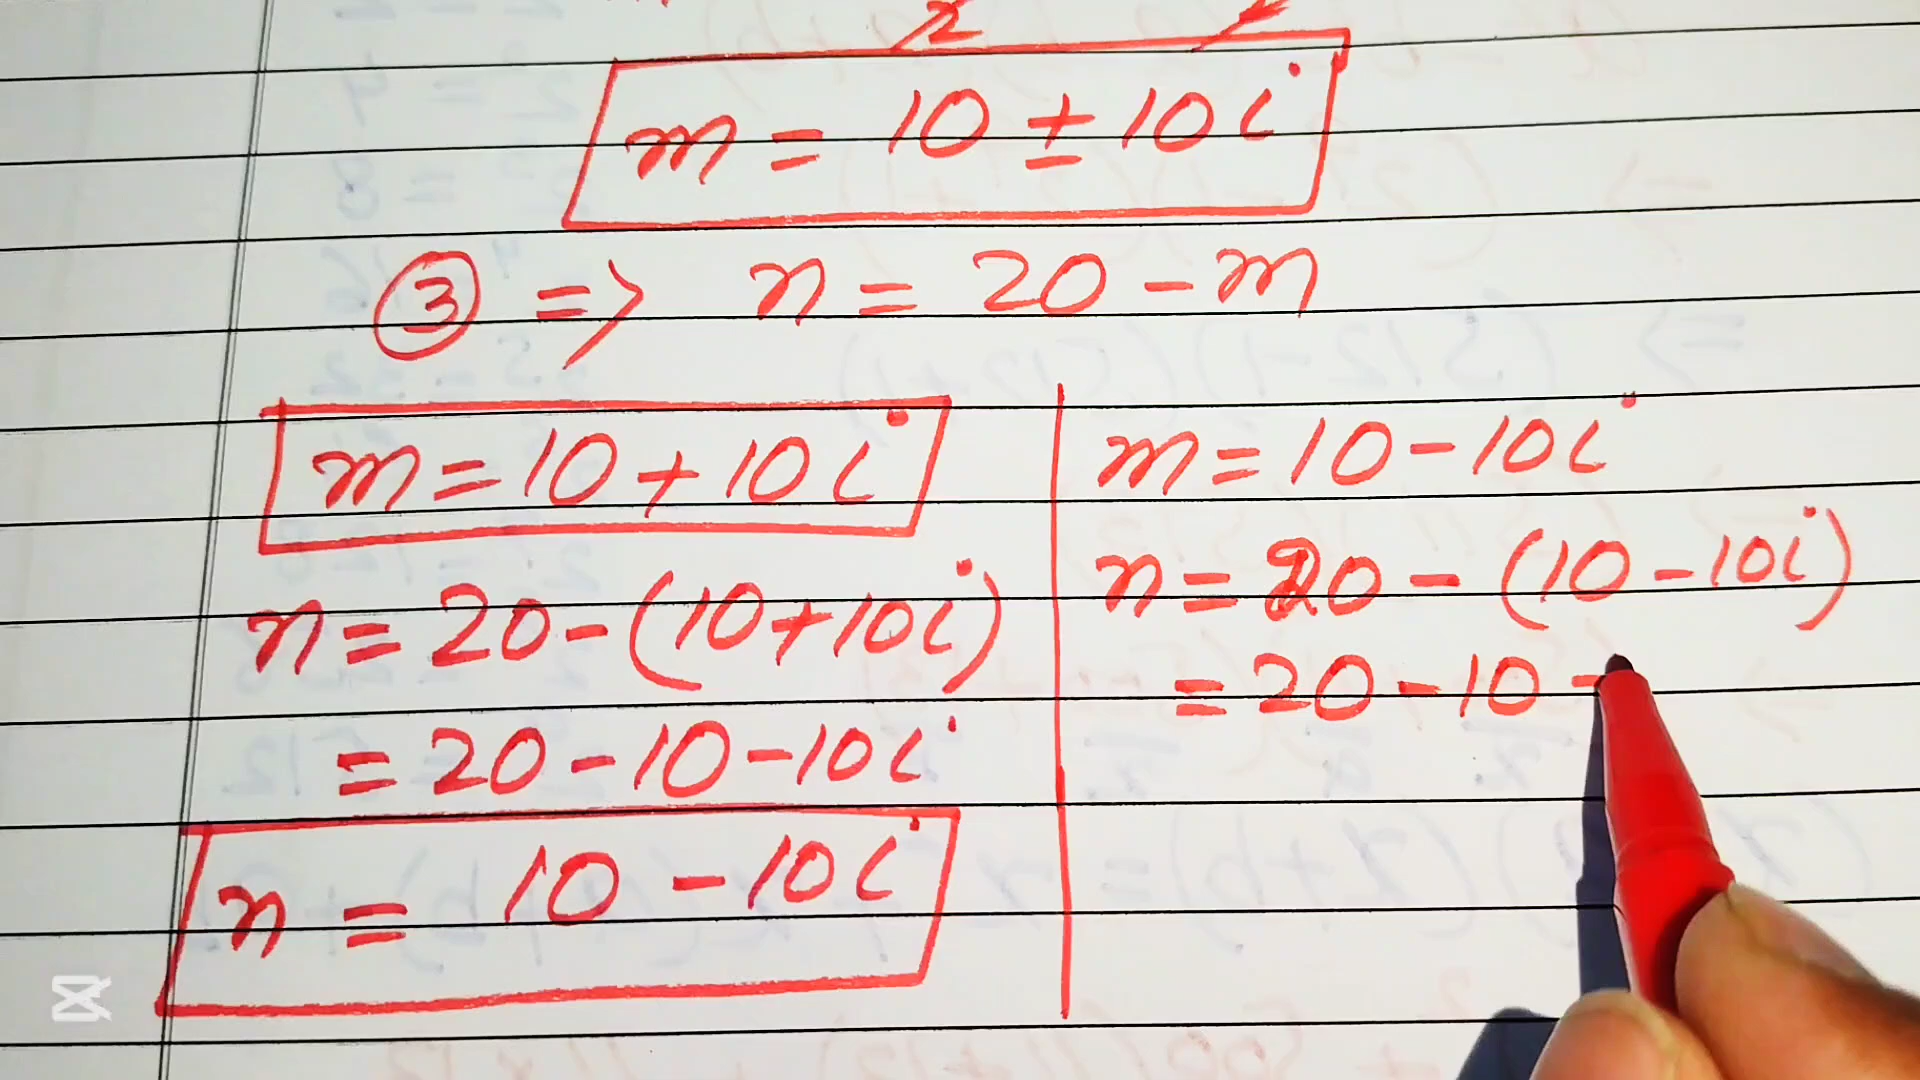 2
m = 10 ± 10i
③ => n = 20 - m
m = 10 + 10i
n = 20 - (10 + 10i)
= 20 - 10 - 10i
n = 10 - 10i
m = 10 - 10i
n = 20 - (10 - 10i)
= 20 - 10